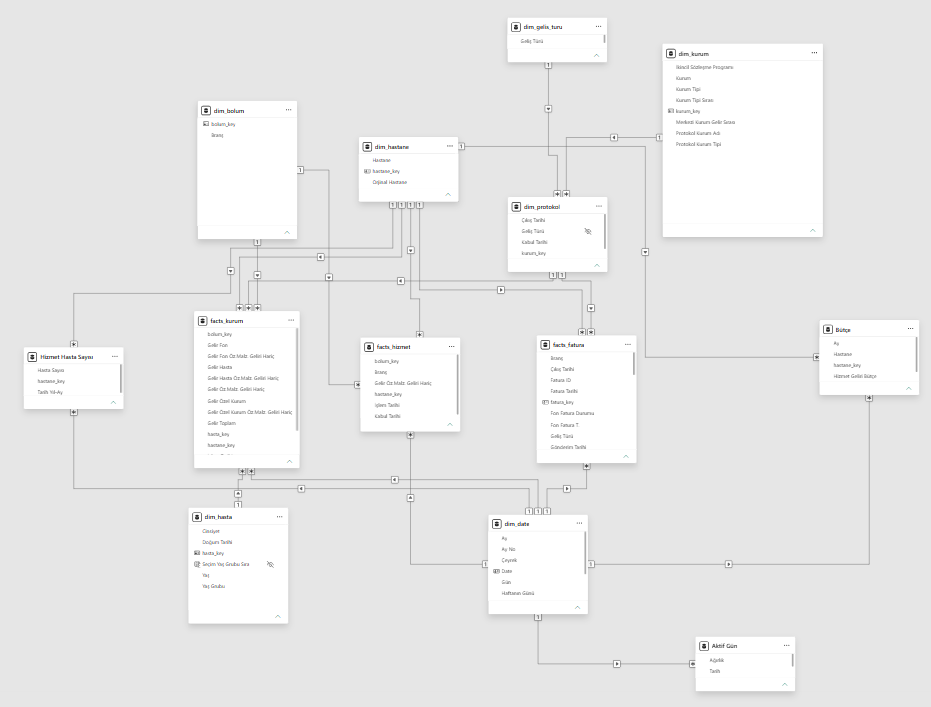 dim_gelis_turu
Geliş Türü
dim_kurum
İkincil Sözleşme Programı
Kurum
Kurum Tipi
Kurum Tipi Sırası
kurum_key
Merkezi Kurum Gelir Sırası
Protokol Kurum Adı
Protokol Kurum Tipi
dim_bolum
bolum_key
Branş
dim_hastane
Hastane
hastane_key
Orjinal Hastane
dim_protokol
Çıkış Tarihi
Geliş Türü
Kabul Tarihi
kurum_key
facts_kurum
bolum_key
Gelir Fon
Gelir Fon Öz.Malz. Geliri Hariç
Gelir Hasta
Gelir Hasta Öz.Malz. Geliri Hariç
Gelir Öz.Malz. Geliri Hariç
Gelir Özel Kurum
Gelir Özel Kurum Öz.Malz. Geliri Hariç
Gelir Toplam
hasta_key
hastane_key
Hizmet Hasta Sayısı
Hasta Sayısı
hastane_key
Tarih Yıl-Ay
facts_hizmet
bolum_key
Branş
Gelir Öz.Malz. Geliri Hariç
hastane_key
İşlem Tarihi
Kabul Tarihi
facts_fatura
Branş
Çıkış Tarihi
Fatura ID
Fatura Tarihi
fatura_key
Fon Fatura Durumu
Fon Fatura T
Geliş Türü
Gönderim Tarihi
Bütçe
Ay
Hastane
hastane_key
Hizmet Geliri Bütçe
dim_hasta
Cinsiyet
Doğum Tarihi
hasta_key
Seçim Yaş Grubu Sıra
Yaş
Yaş Grubu
dim_date
Ay
Ay No
Çeyrek
Date
Gün
Haftanın Günü
Aktif Gün
Ağırlık
Tarih